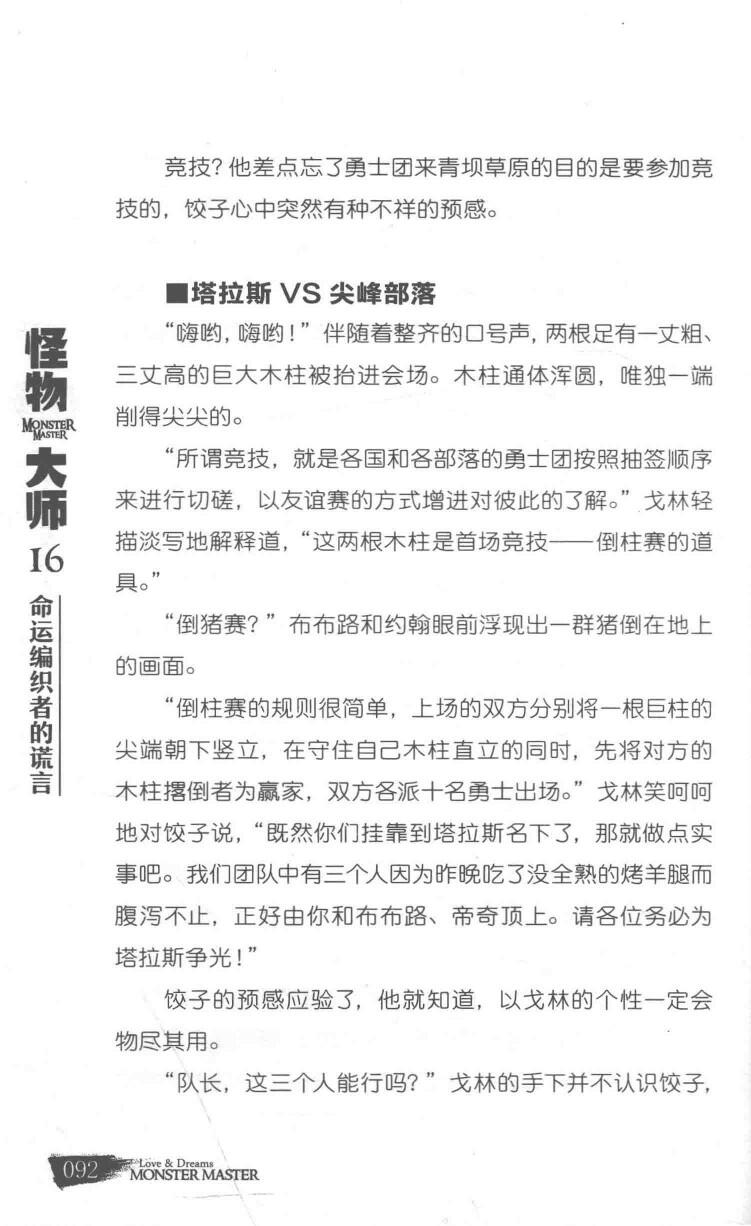 竞技？他差点忘了勇士团来青坝草原的目的是要参加竞
技的，饺子心中突然有种不祥的预感。
■塔拉斯 VS 尖峰部落
“嗨哟，嗨哟！”伴随着整齐的口号声，两根足有一丈粗、
三丈高的巨大木柱被抬进会场。木柱通体浑圆，唯独一端
削得尖尖的。
“所谓竞技，就是各国和各部落的勇士团按照抽签顺序
来进行切磋，以友谊赛的方式增进对彼此的了解。”戈林轻
描淡写地解释道，“这两根木柱是首场竞技——倒柱赛的道
具。”
“倒猪赛？”布布路和约翰眼前浮现出一群猪倒在地上
的画面。
“倒柱赛的规则很简单，上场的双方分别将一根巨柱的
尖端朝下竖立，在守住自己木柱直立的同时，先将对方的
木柱撂倒者为赢家，双方各派十名勇士出场。”戈林笑呵呵
地对饺子说，“既然你们挂靠到塔拉斯名下了，那就做点实
事吧。我们团队中有三个人因为昨晚吃了没全熟的烤羊腿而
腹泻不止，正好由你和布布路、帝奇顶上。请各位务必为
塔拉斯争光！”
饺子的预感应验了，他就知道，以戈林的个性一定会
物尽其用。
“队长，这三个人能行吗？”戈林的手下并不认识饺子，
怪物
MONSTER
MASTER
大师
16
命运编织者的谎言
092
Love & Dreams
MONSTER MASTER